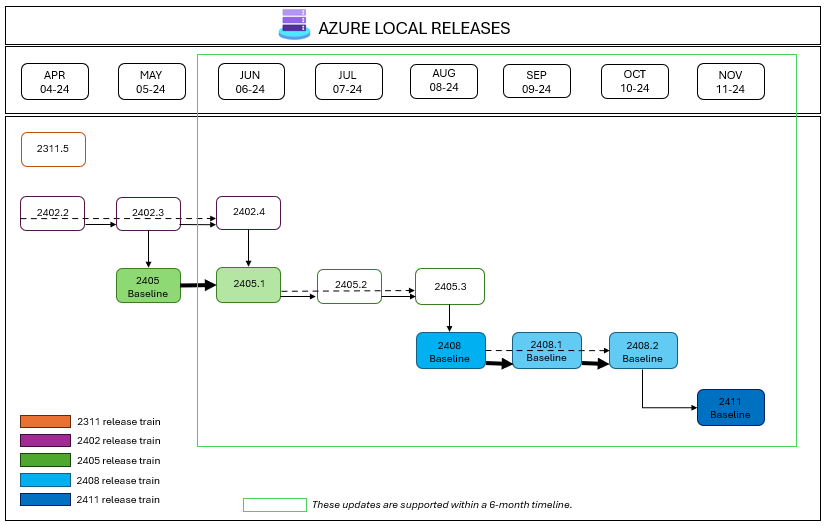 AZURE LOCAL RELEASES
APR
04-24
MAY
05-24
JUN
06-24
JUL
07-24
AUG
08-24
SEP
09-24
OCT
10-24
NOV
11-24
2311.5
2402.2
2402.3
2402.4
2405
Baseline
2405.1
2405.2
2405.3
2408
Baseline
2408.1
Baseline
2408.2
Baseline
2411
Baseline
2311 release train
2402 release train
2405 release train
2408 release train
2411 release train
These updates are supported within a 6-month timeline.